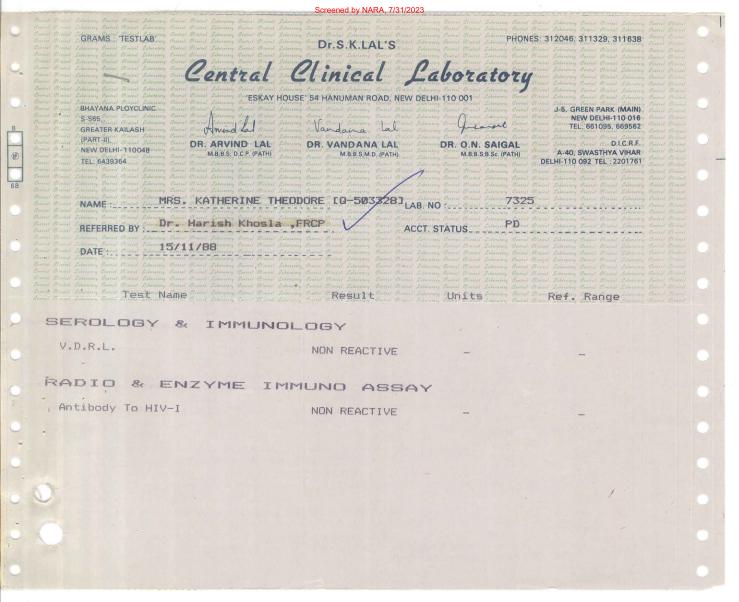 Screened by NARA, 7/31/2023
GRAMS : 'TESTLAB'
Dr.S.K.LAL'S
PHONES: 312046, 311329, 311638
Central Clinical Laboratory
'ESKAY HOUSE' 54 HANUMAN ROAD, NEW DELHI-110 001
BHAYANA PLOYCLINIC
S-565,
GREATER KAILASH
(PART-II),
NEW DELHI-110048
TEL: 6439364
Arvind Lal
DR. ARVIND LAL
M.B.B.S; D.C.P. (PATH)
Vandana Lal
DR. VANDANA LAL
M.B.B.S,M.D. (PATH)
DR. O.N. SAIGAL
M.B.B.S;B.Sc. (PATH)
J-5, GREEN PARK (MAIN)
NEW DELHI-110 016
TEL. 661095, 669562
D.I.C.R.F.
A-40, SWASTHYA VIHAR
DELHI-110 092 TEL : 2201761
NAME : MRS. KATHERINE THEODORE [Q-503328] LAB. NO : 7325
REFERRED BY : Dr. Harish Khosla ,FRCP ACCT. STATUS PD
DATE : 15/11/88
Test Name Result Units Ref. Range
SEROLOGY & IMMUNOLOGY
V.D.R.L. NON REACTIVE - -
RADIO & ENZYME IMMUNO ASSAY
Antibody To HIV-I NON REACTIVE - -